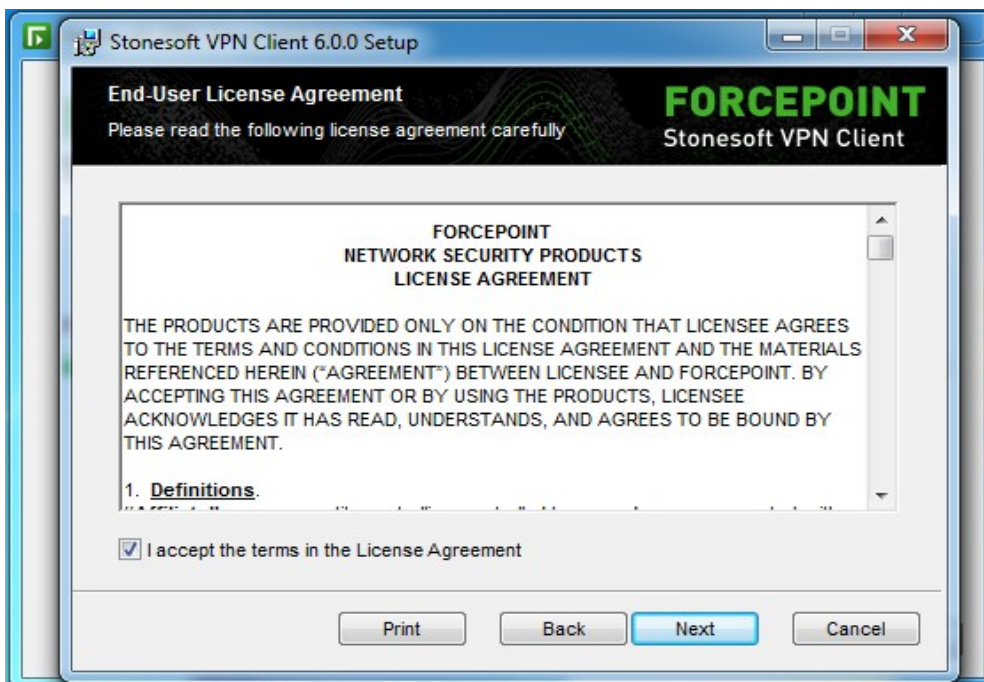 Stonesoft VPN Client 6.0.0 Setup
End-User License Agreement
Please read the following license agreement carefully
FORCEPOINT
Stonesoft VPN Client
FORCEPOINT
NETWORK SECURITY PRODUCTS
LICENSE AGREEMENT
THE PRODUCTS ARE PROVIDED ONLY ON THE CONDITION THAT LICENSEE AGREES
TO THE TERMS AND CONDITIONS IN THIS LICENSE AGREEMENT AND THE MATERIALS
REFERENCED HEREIN (“AGREEMENT”) BETWEEN LICENSEE AND FORCEPOINT. BY
ACCEPTING THIS AGREEMENT OR BY USING THE PRODUCTS, LICENSEE
ACKNOWLEDGES IT HAS READ, UNDERSTANDS, AND AGREES TO BE BOUND BY
THIS AGREEMENT.
1. Definitions.
I accept the terms in the License Agreement
Print Back Next Cancel